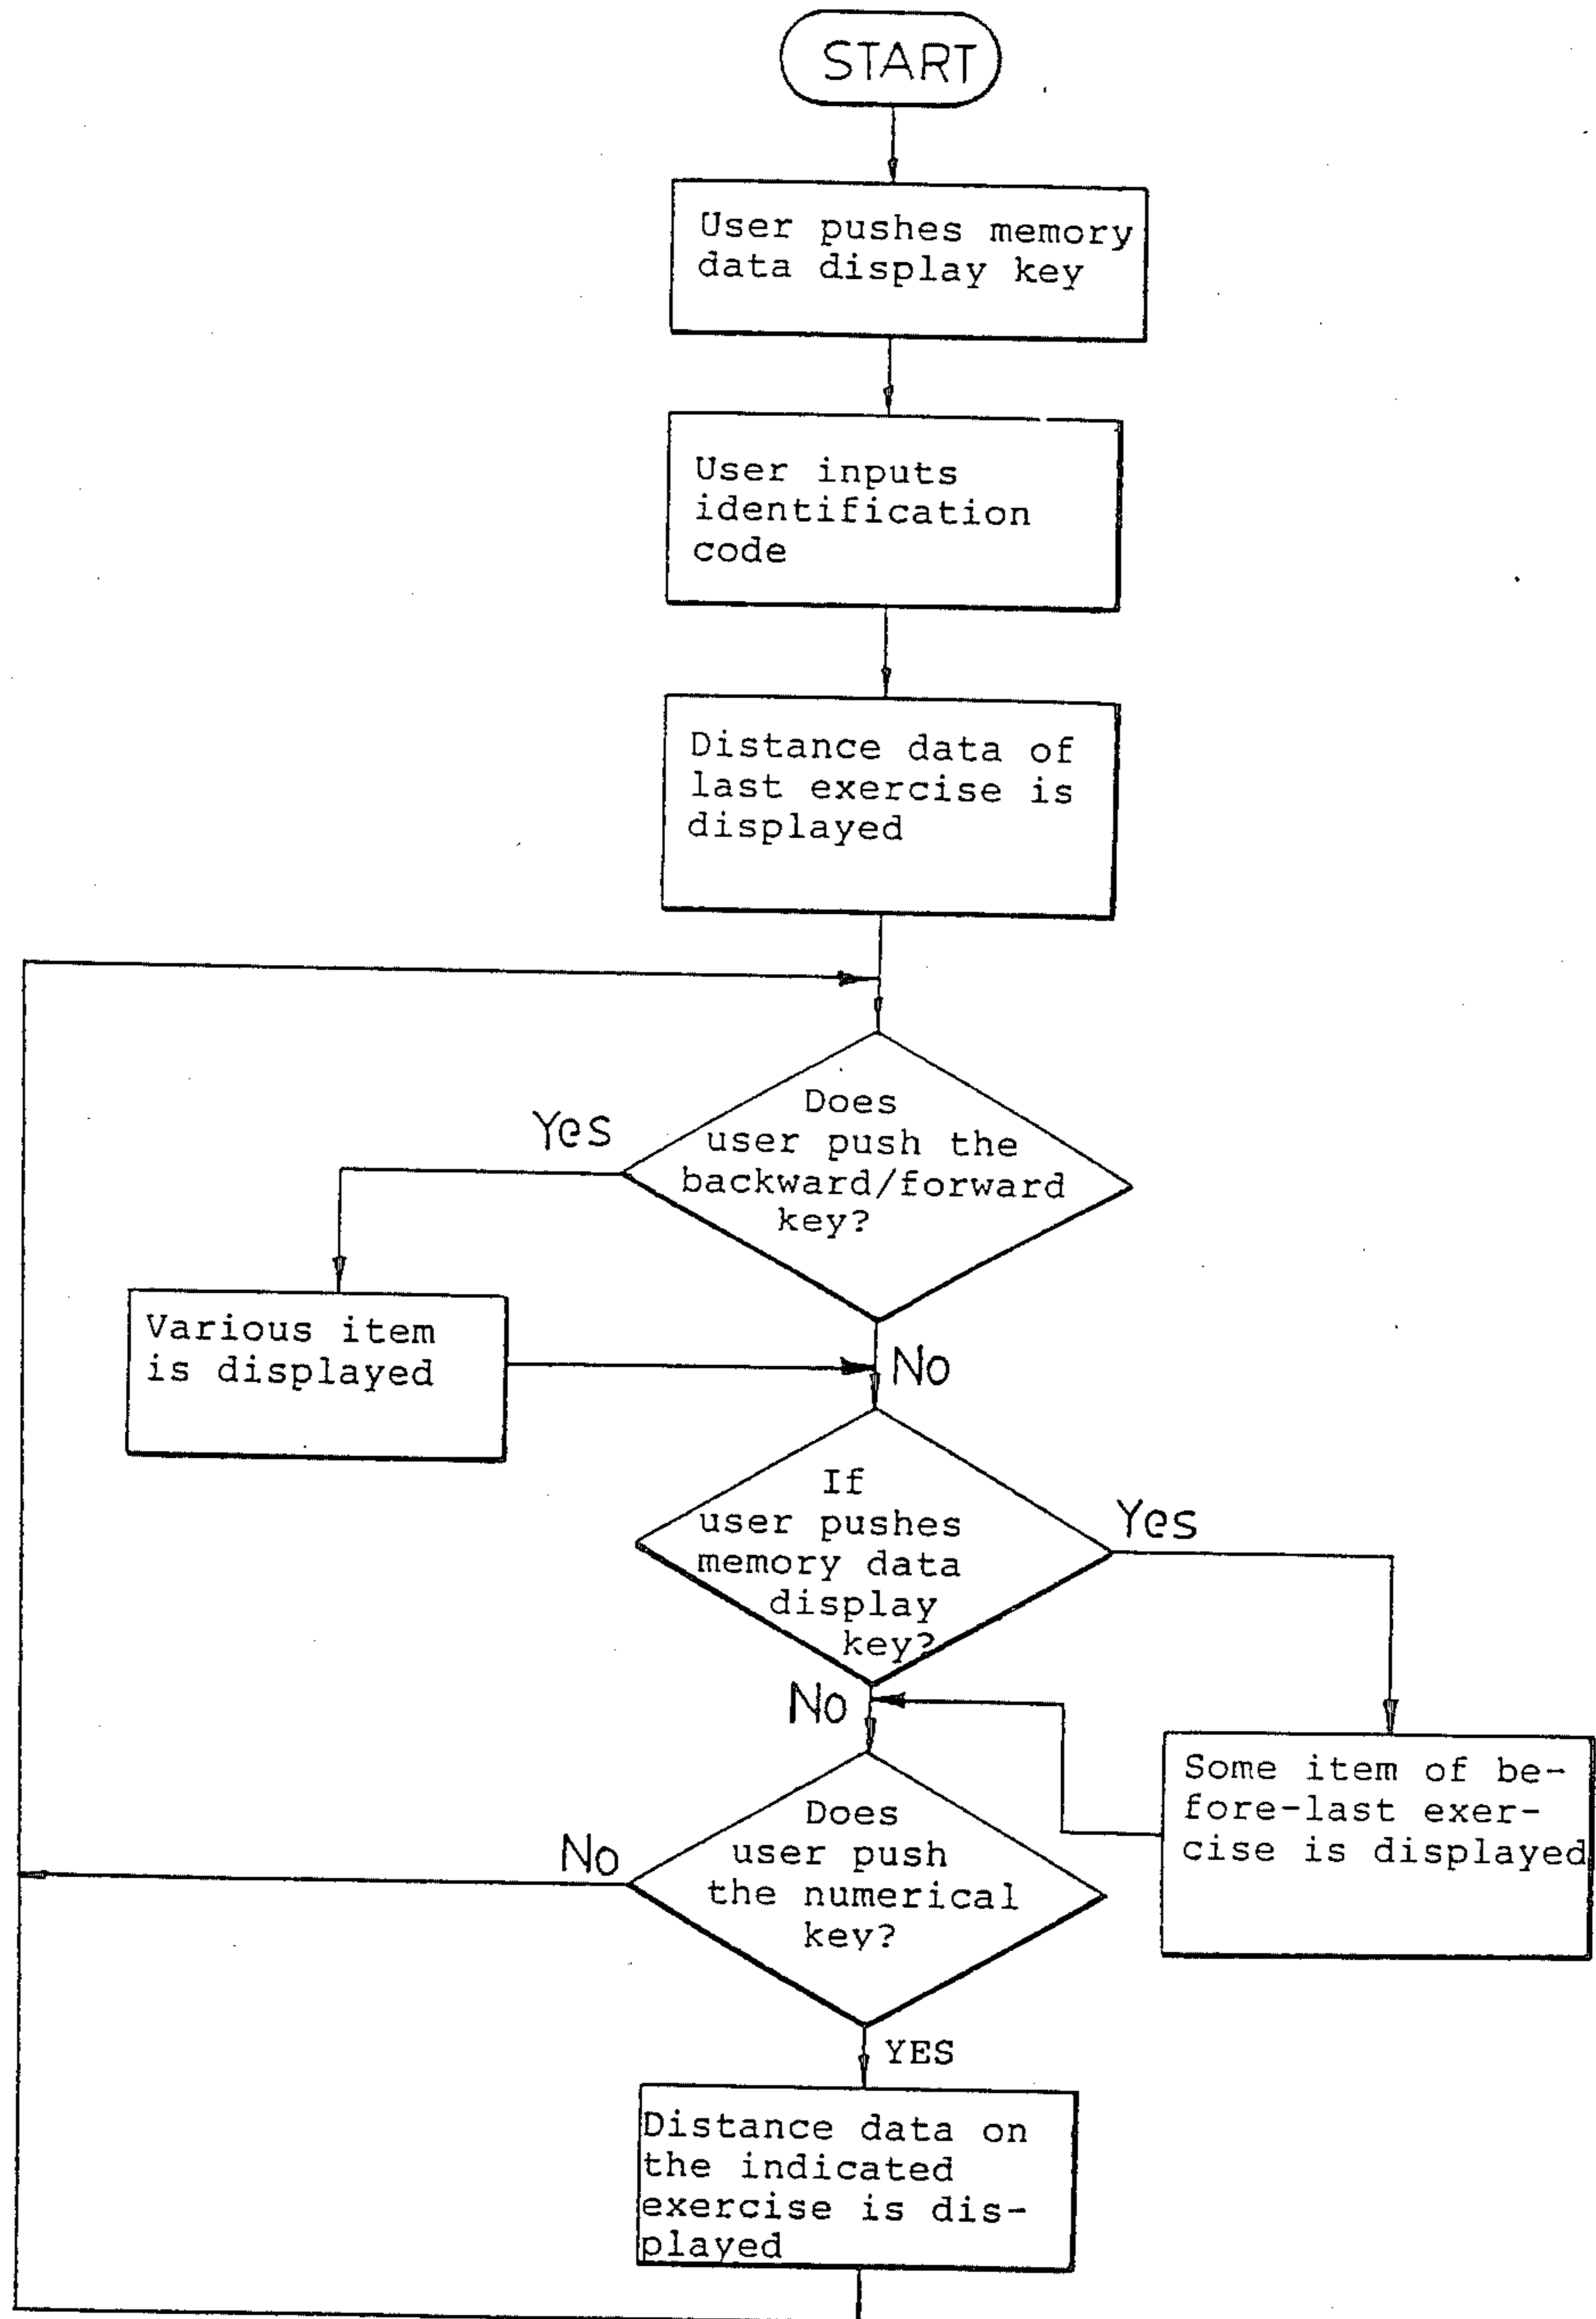 START
User pushes memory
data display key
User inputs
identification
code
Distance data of
last exercise is
displayed
Does
user push the
backward/forward
key?
Yes
Various item
is displayed
No
If
user pushes
memory data
display
key?
Yes
No
Some item of be-
fore-last exer-
cise is displayed
Does
user push
the numerical
key?
No
YES
Distance data on
the indicated
exercise is dis-
played